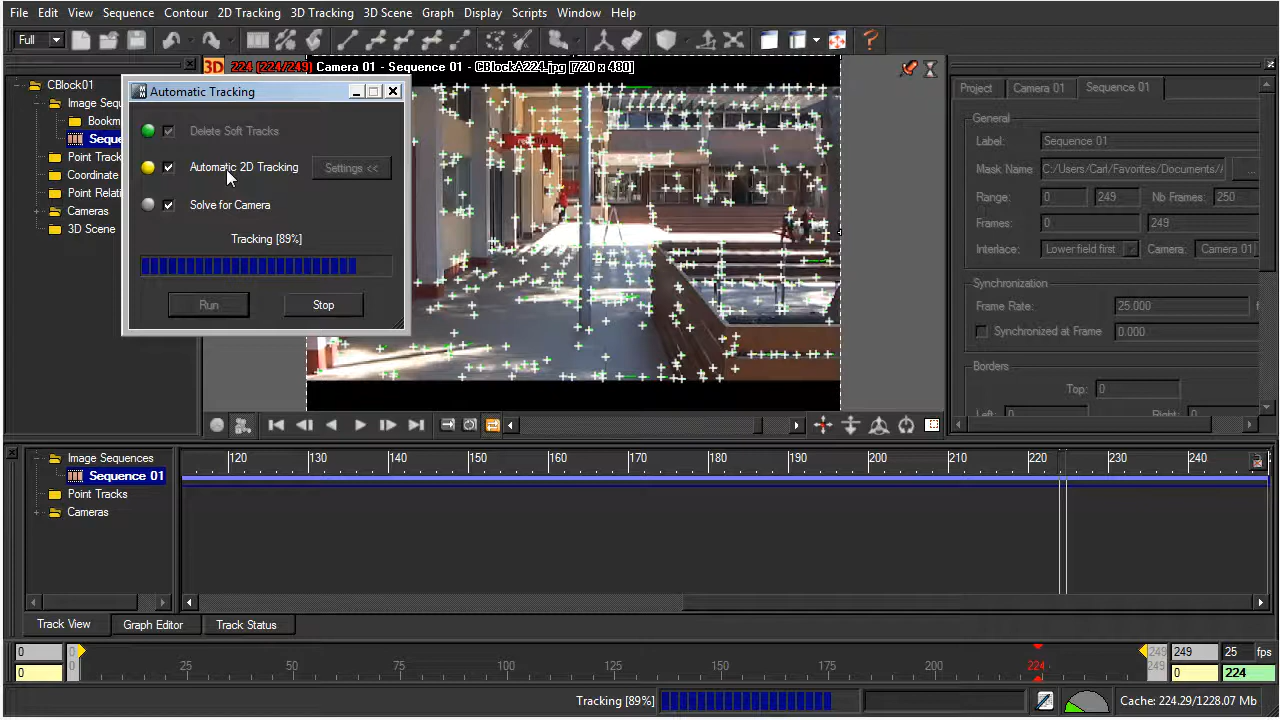 File Edit View Sequence Contour 2D Tracking 3D Tracking 3D Scene Graph Display Scripts Window Help
Full
3D 224 (224/249) Camera 01 - Sequence 01 - CBlockA224.jpg [720 x 480]
CBlock01
Image Sequ
Bookm
Seque
Point Track
Coordinate
Point Relati
Cameras
3D Scene
Automatic Tracking
Delete Soft Tracks
Automatic 2D Tracking Settings <<
Solve for Camera
Tracking [89%]
Run Stop
Project Camera 01 Sequence 01
General
Label: Sequence 01
Mask Name C:/Users/Carl/Favorites/Documents// ...
Range: 0 249 Nb Frames: 250
Frames: 0 249
Interlace: Lower field first Camera: Camera 01
Synchronization
Frame Rate: 25.000 f
Synchronized at Frame 0.000
Borders
Top: 0
Left: 0 Right: 0
Image Sequences
Sequence 01
Point Tracks
Cameras
120 130 140 150 160 170 180 190 200 210 220 230 240
Track View Graph Editor Track Status
0 0 25 50 75 100 125 150 175 200 224 249 249 25 fps
0 0 249 0 224
Tracking [89%] Cache: 224.29/1228.07 Mb